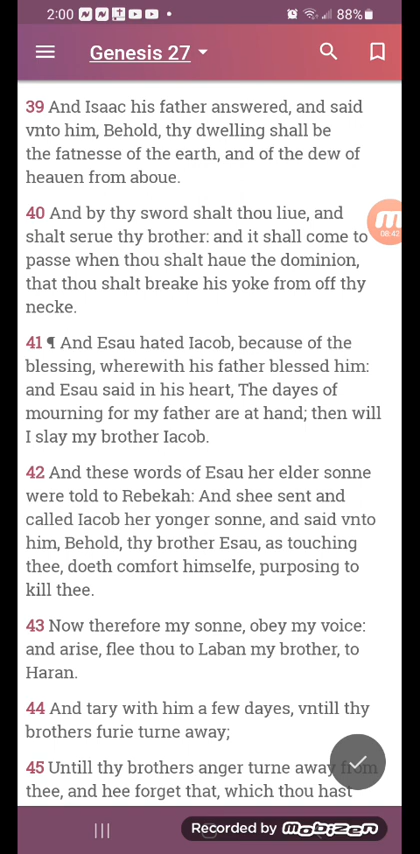 2:00 88%
Genesis 27
39 And Isaac his father answered, and said
vnto him, Behold, thy dwelling shall be
the fatnesse of the earth, and of the dew of
heauen from aboue.
40 And by thy sword shalt thou liue, and
shalt serue thy brother: and it shall come to
passe when thou shalt haue the dominion,
that thou shalt breake his yoke from off thy
necke.
08:42
41 ¶ And Esau hated Iacob, because of the
blessing, wherewith his father blessed him:
and Esau said in his heart, The dayes of
mourning for my father are at hand; then will
I slay my brother Iacob.
42 And these words of Esau her elder sonne
were told to Rebekah: And shee sent and
called Iacob her yonger sonne, and said vnto
him, Behold, thy brother Esau, as touching
thee, doeth comfort himselfe, purposing to
kill thee.
43 Now therefore my sonne, obey my voice:
and arise, flee thou to Laban my brother, to
Haran.
44 And tary with him a few dayes, vntill thy
brothers furie turne away;
45 Untill thy brothers anger turne away from
thee, and hee forget that, which thou hast
Recorded by mobizen